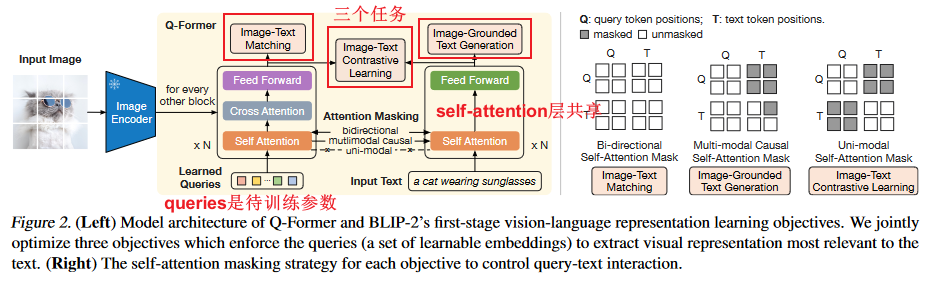 Q-Former
三个任务
Image-Text
Matching
Image-Text
Contrastive
Learning
Image-Grounded
Text Generation
Input Image
Image
Encoder
for every
other block
Feed Forward
Cross Attention
Self Attention
x N
Attention Masking
bidirectional
mutlimodal causal
uni-modal
Feed Forward
self-attention层共享
Self Attention
x N
Learned
Queries
...
queries是待训练参数
Input Text
a cat wearing sunglasses
Q: query token positions; T: text token positions.
masked unmasked
Q T
Q
T
Bi-directional
Self-Attention Mask
Image-Text
Matching
Q T
Q
T
Multi-modal Causal
Self-Attention Mask
Image-Grounded
Text Generation
Q T
Q
T
Uni-modal
Self-Attention Mask
Image-Text
Contrastive Learning
Figure 2. (Left) Model architecture of Q-Former and BLIP-2's first-stage vision-language representation learning objectives. We jointly
optimize three objectives which enforce the queries (a set of learnable embeddings) to extract visual representation most relevant to the
text. (Right) The self-attention masking strategy for each objective to control query-text interaction.